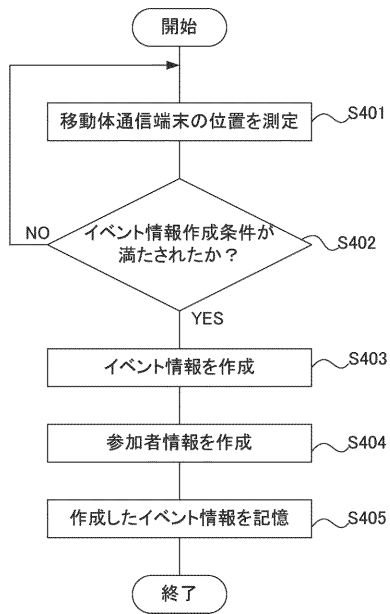 開始
移動体通信端末の位置を測定
S401
イベント情報作成条件が
満たされたか?
S402
NO
YES
イベント情報を作成
S403
参加者情報を作成
S404
作成したイベント情報を記憶
S405
終了